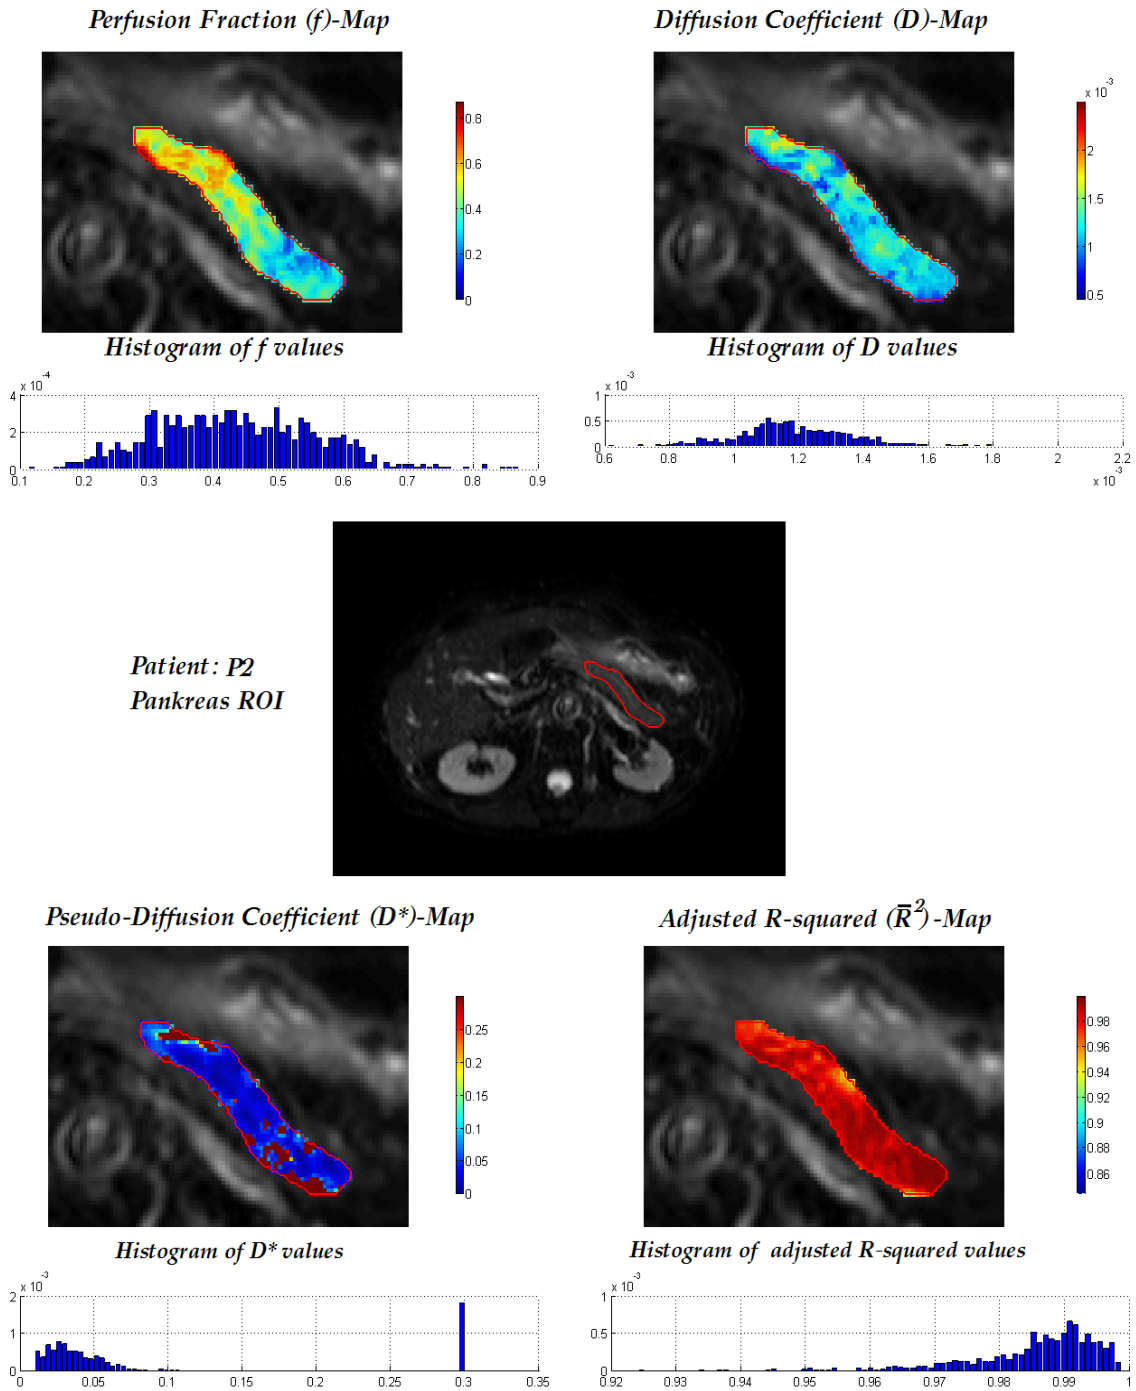 Perfusion Fraction (f)-Map
Diffusion Coefficient (D)-Map
0.8
0.6
0.4
0.2
0
x 10⁻³
2
1.5
1
0.5
Histogram of f values
Histogram of D values
x 10⁻⁴
4
2
0
0.1 0.2 0.3 0.4 0.5 0.6 0.7 0.8 0.9
x 10⁻³
1
0.5
0
0.6 0.8 1 1.2 1.4 1.6 1.8 2 2.2
x 10⁻³
Patient: P2
Pankreas ROI
Pseudo-Diffusion Coefficient (D*)-Map
Adjusted R-squared (R̄²)-Map
0.25
0.2
0.15
0.1
0.05
0
0.98
0.96
0.94
0.92
0.9
0.88
0.86
Histogram of D* values
Histogram of adjusted R-squared values
x 10⁻³
2
1
0
0 0.05 0.1 0.15 0.2 0.25 0.3 0.35
x 10⁻³
1
0.5
0
0.92 0.93 0.94 0.95 0.96 0.97 0.98 0.99 1